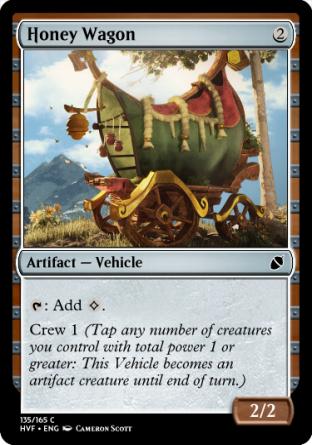 Honey Wagon 2
Artifact — Vehicle
: Add .
Crew 1 (Tap any number of creatures
you control with total power 1 or
greater: This Vehicle becomes an
artifact creature until end of turn.)
135/165 C
HVF • ENG Cameron Scott
2/2